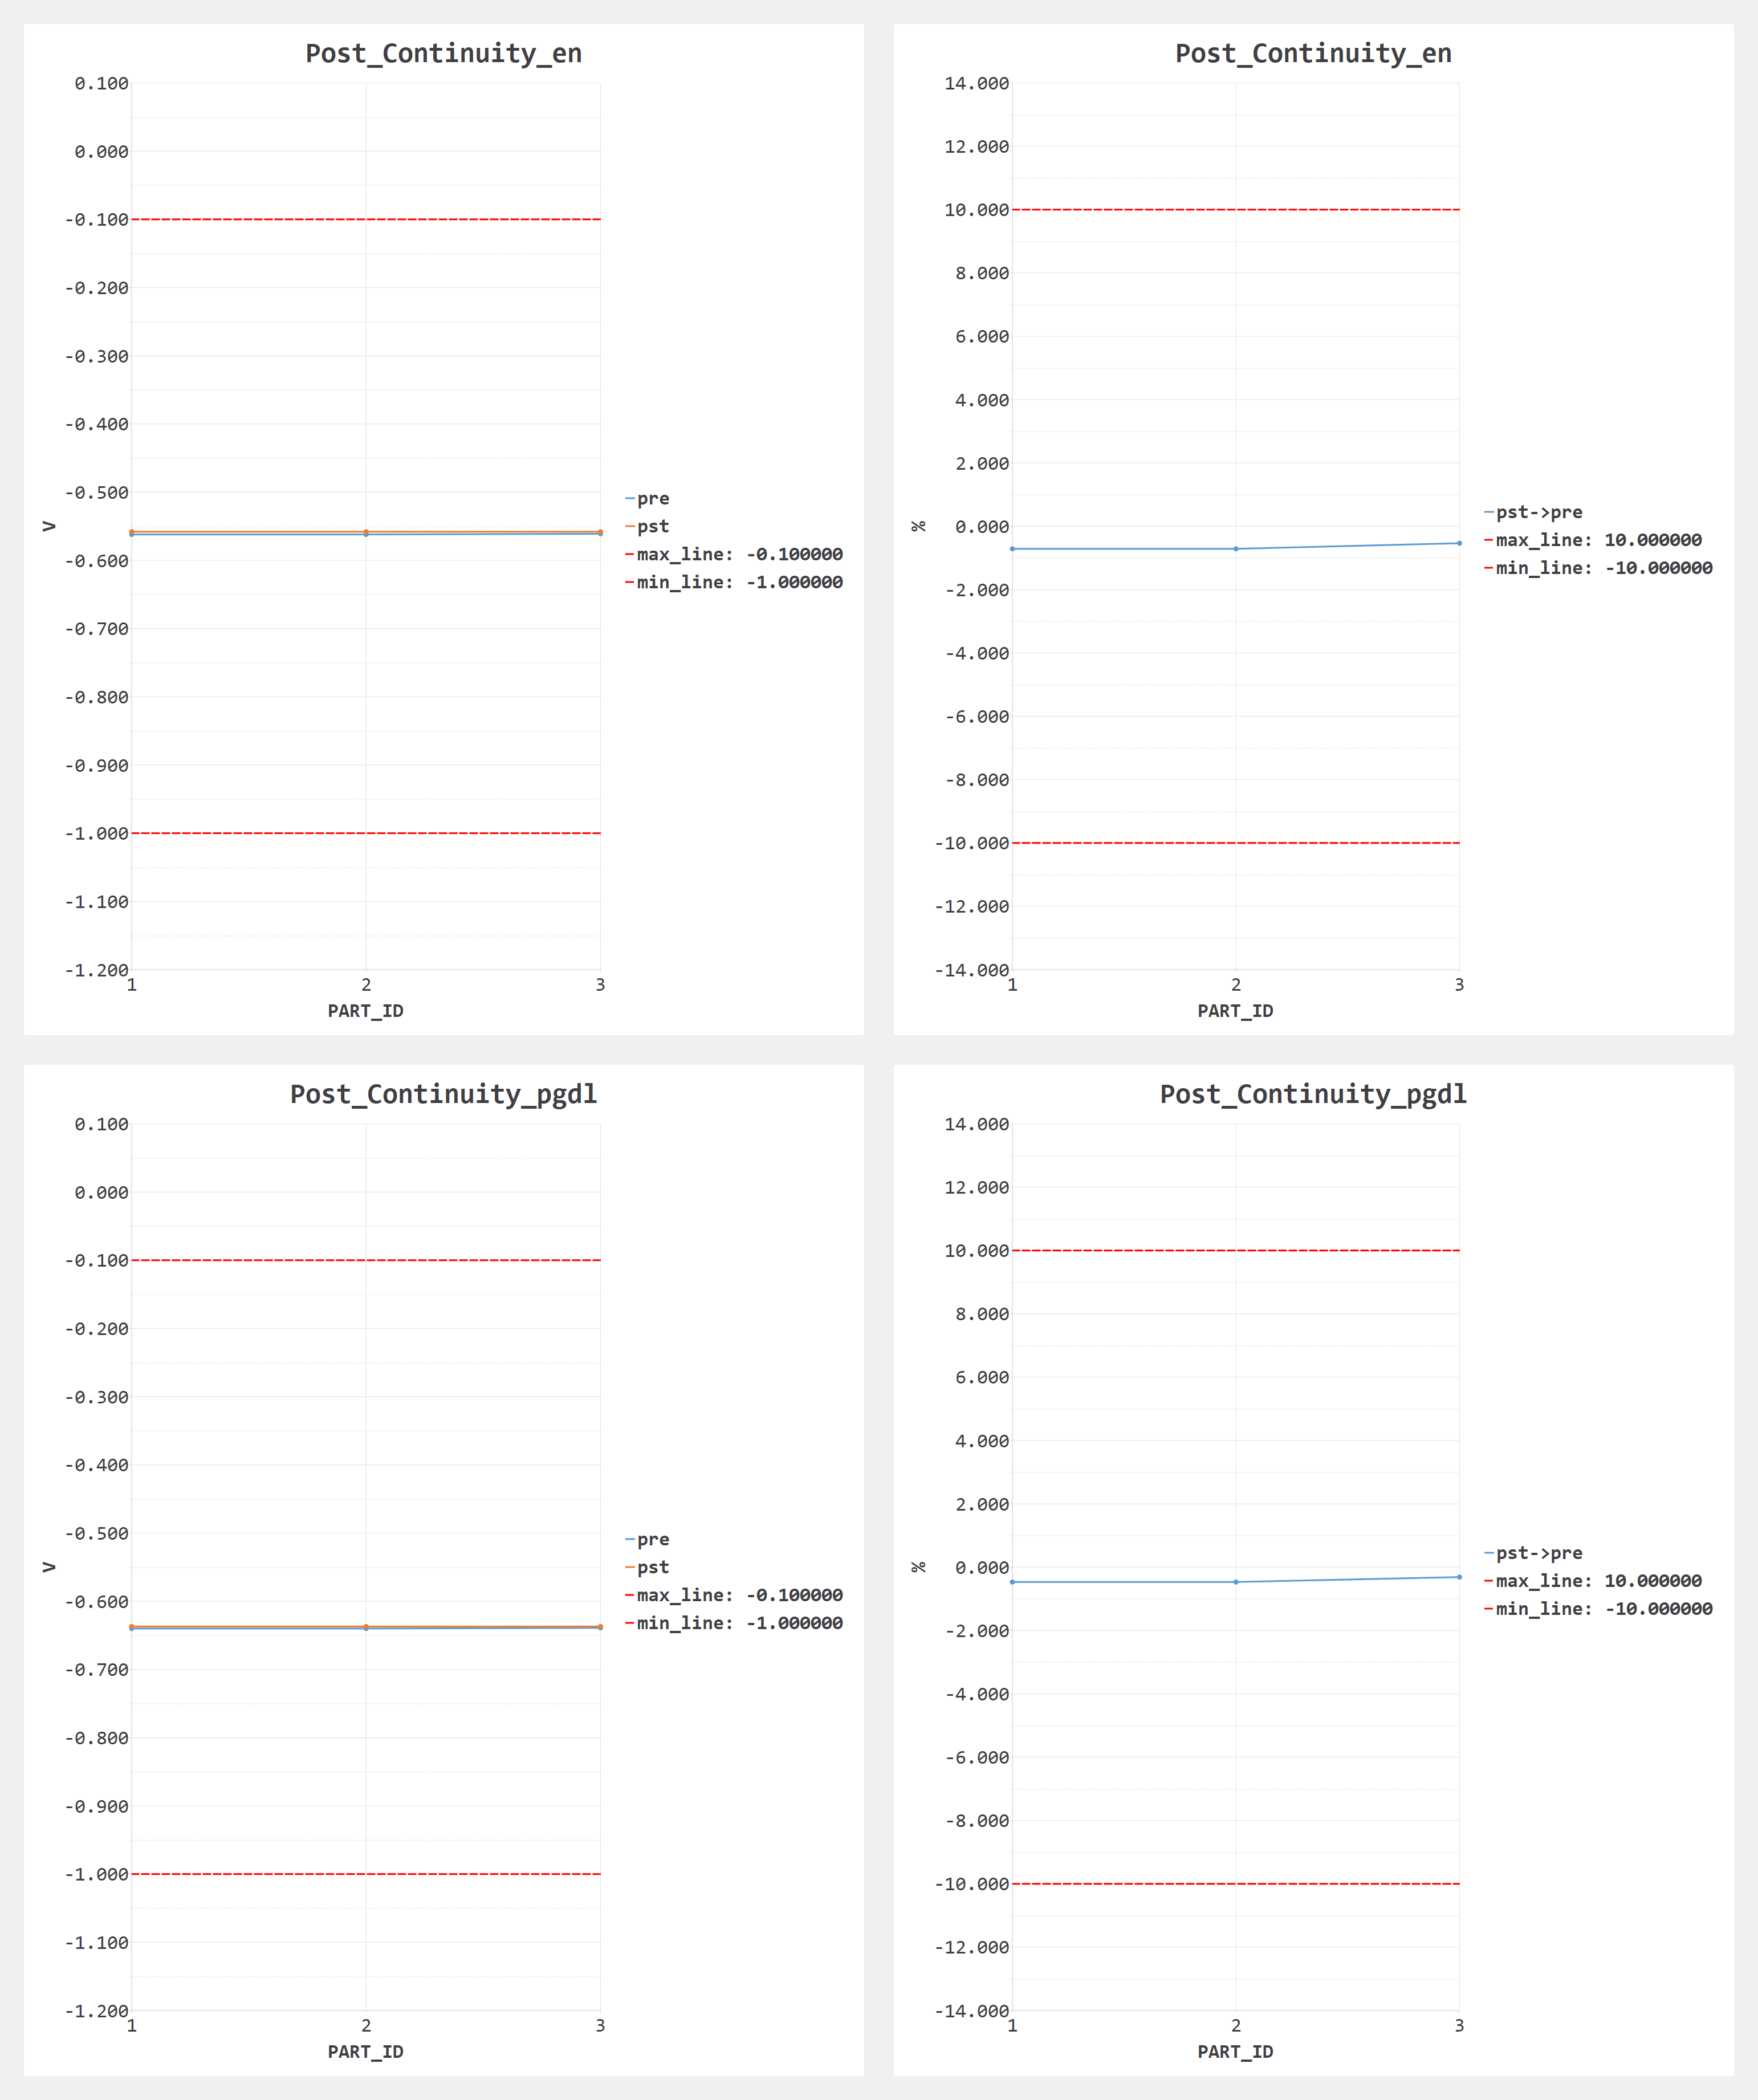 Post_Continuity_en
0.100
0.000
-0.100
-0.200
-0.300
-0.400
-0.500
-0.600
-0.700
-0.800
-0.900
-1.000
-1.100
-1.200
V
1 2 3
PART_ID
pre
pst
max_line: -0.100000
min_line: -1.000000
Post_Continuity_en
14.000
12.000
10.000
8.000
6.000
4.000
2.000
0.000
-2.000
-4.000
-6.000
-8.000
-10.000
-12.000
-14.000
%
1 2 3
PART_ID
pst->pre
max_line: 10.000000
min_line: -10.000000
Post_Continuity_pgdl
0.100
0.000
-0.100
-0.200
-0.300
-0.400
-0.500
-0.600
-0.700
-0.800
-0.900
-1.000
-1.100
-1.200
V
1 2 3
PART_ID
pre
pst
max_line: -0.100000
min_line: -1.000000
Post_Continuity_pgdl
14.000
12.000
10.000
8.000
6.000
4.000
2.000
0.000
-2.000
-4.000
-6.000
-8.000
-10.000
-12.000
-14.000
%
1 2 3
PART_ID
pst->pre
max_line: 10.000000
min_line: -10.000000